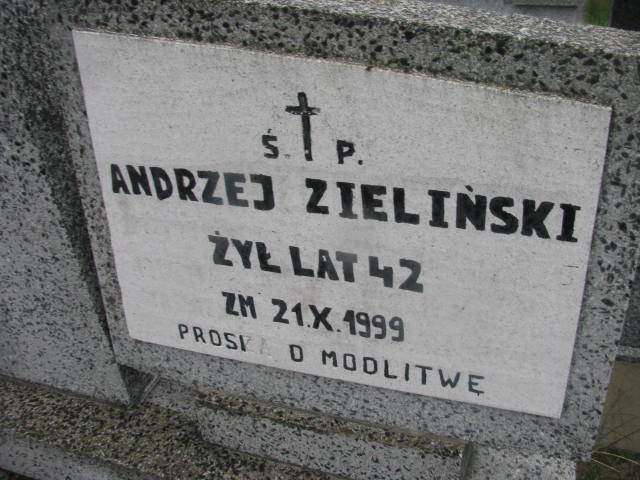 Ś. P.
ANDRZEJ ZIELIŃSKI
ŻYŁ LAT 42
ZM 21.X.1999
O MODLITWĘ